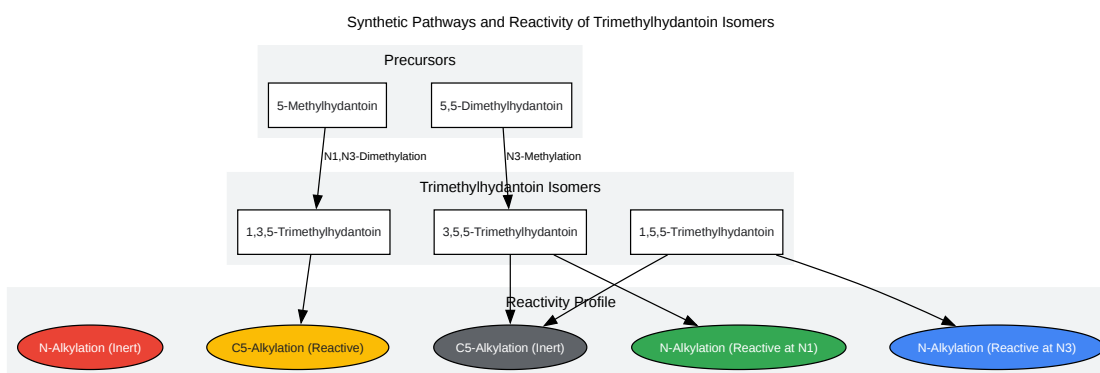 Synthetic Pathways and Reactivity of Trimethylhydantoin Isomers
Precursors
5-Methylhydantoin
5,5-Dimethylhydantoin
N1,N3-Dimethylation
N3-Methylation
Trimethylhydantoin Isomers
1,3,5-Trimethylhydantoin
3,5,5-Trimethylhydantoin
1,5,5-Trimethylhydantoin
Reactivity Profile
N-Alkylation (Inert)
C5-Alkylation (Reactive)
C5-Alkylation (Inert)
N-Alkylation (Reactive at N1)
N-Alkylation (Reactive at N3)